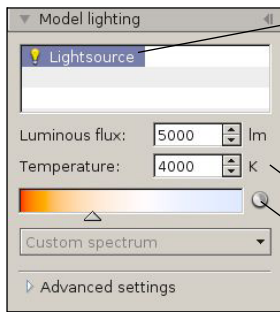 Model lighting
Lightsource
Luminous flux: 5000 lm
Temperature: 4000 K
Custom spectrum
Advanced settings